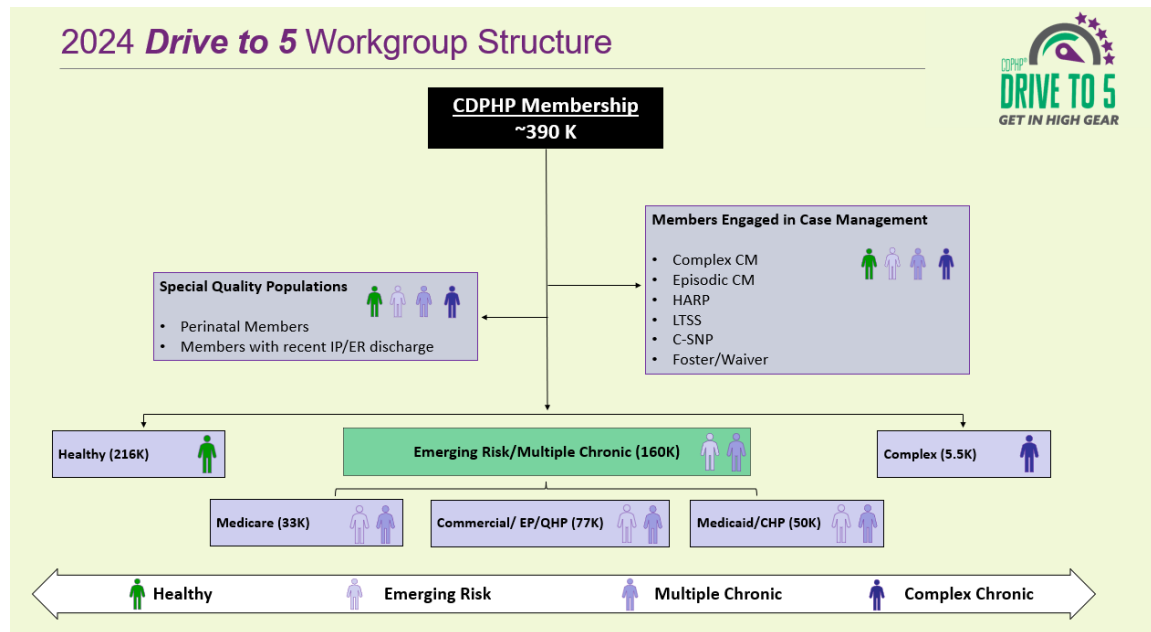 2024 Drive to 5 Workgroup Structure
CDPHP®
DRIVE TO 5
GET IN HIGH GEAR
CDPHP Membership
~390 K
Members Engaged in Case Management
• Complex CM
• Episodic CM
• HARP
• LTSS
• C-SNP
• Foster/Waiver
Special Quality Populations
• Perinatal Members
• Members with recent IP/ER discharge
Healthy (216K)
Emerging Risk/Multiple Chronic (160K)
Complex (5.5K)
Medicare (33K)
Commercial/ EP/QHP (77K)
Medicaid/CHP (50K)
Healthy
Emerging Risk
Multiple Chronic
Complex Chronic